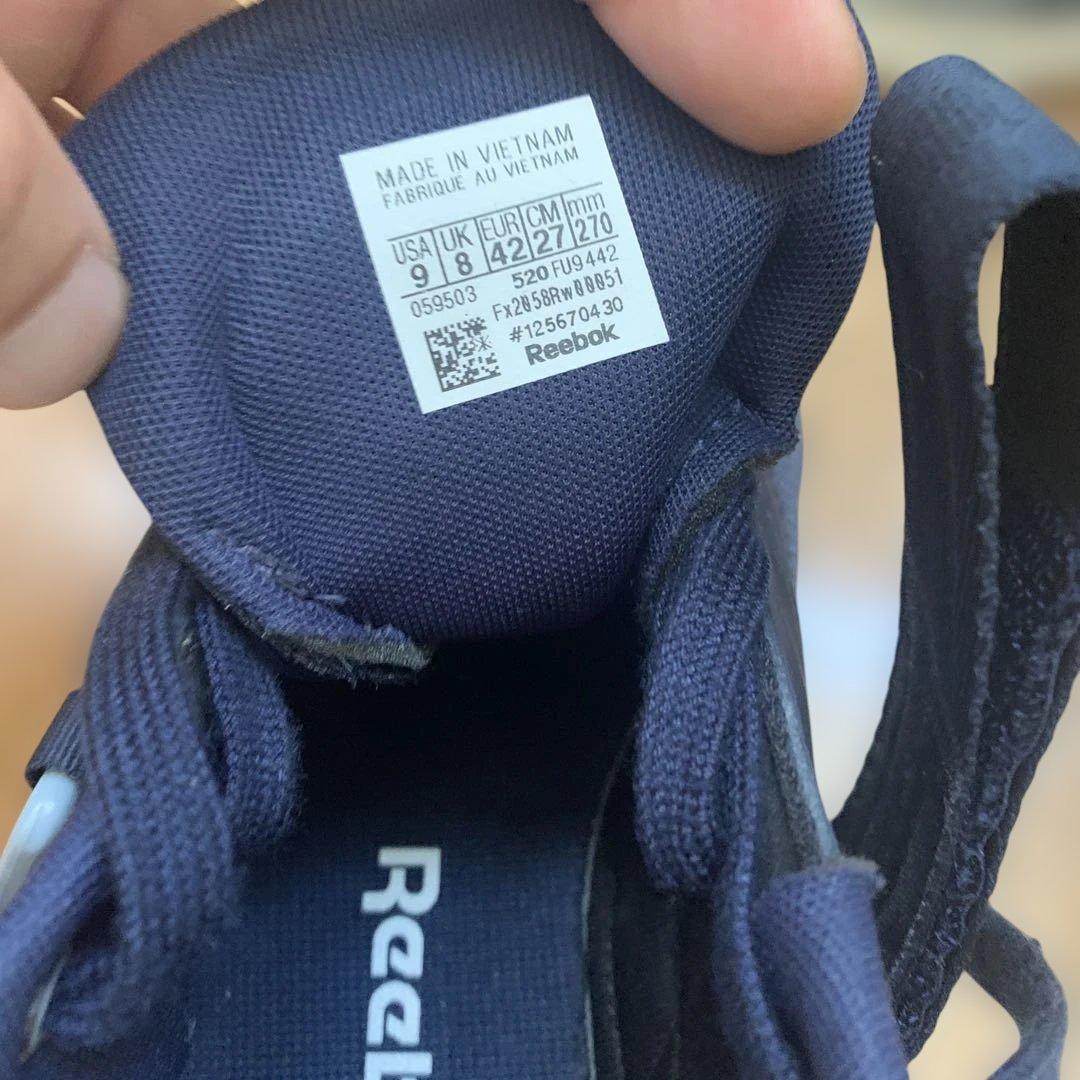 MADE IN VIETNAM
FABRIQUE AU VIETNAM
USA UK EUR CM mm
9 8 42 27 270
059503 520 FU9442
Fx2058Rw00051
#125670430
Reebok
Reeb